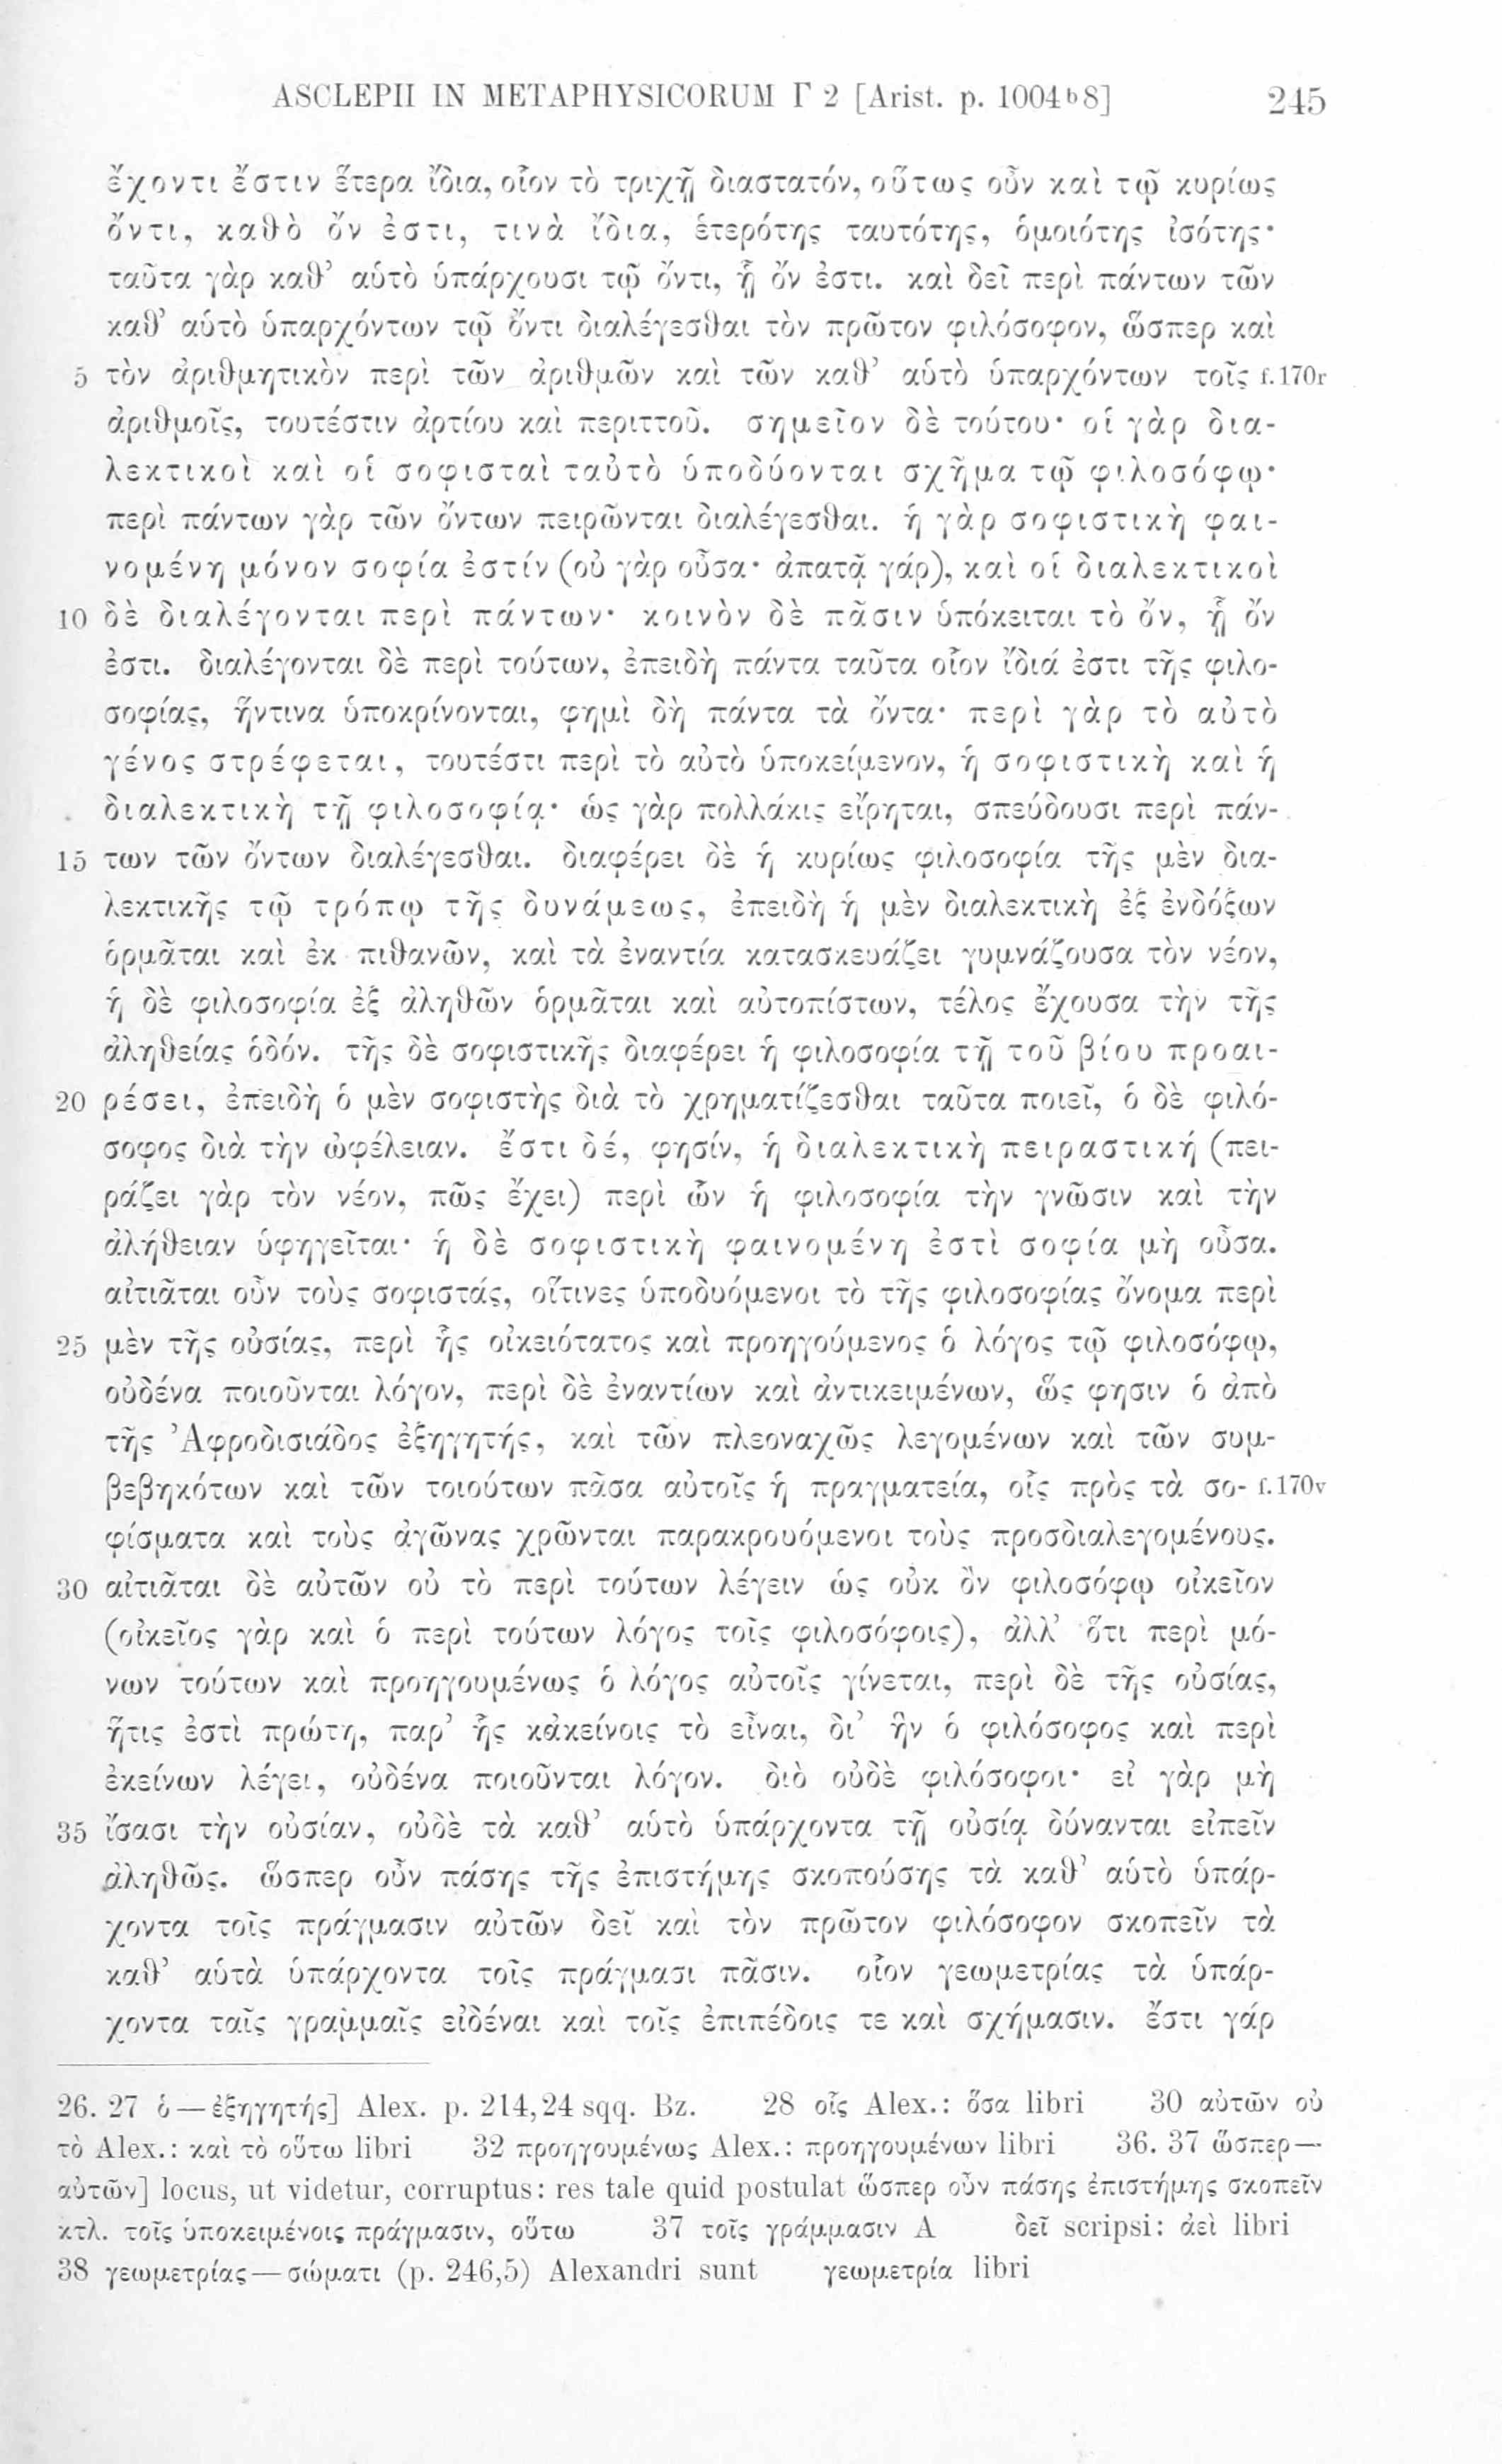 ASCLEPII IN METAPHYSICORUM Γ 2 [Arist. p. 1004ᵇ8] 245
ἔχοντι ἔστιν ἕτερα ἴδια, οἷον τὸ τριχῇ διαστατόν, οὕτως οὖν καὶ τῷ κυρίως
ὄντι, καθὸ ὄν ἐστι, τινὰ ἴδια, ἑτερότης ταυτότης, ὁμοιότης ἰσότης·
ταῦτα γὰρ καθ’ αὑτὸ ὑπάρχουσι τῷ ὄντι, ᾗ ὄν ἐστι. καὶ δεῖ περὶ πάντων τῶν
καθ’ αὑτὸ ὑπαρχόντων τῷ ὄντι διαλέγεσθαι τὸν πρῶτον φιλόσοφον, ὥσπερ καὶ
5 τὸν ἀριθμητικὸν περὶ τῶν ἀριθμῶν καὶ τῶν καθ’ αὑτὸ ὑπαρχόντων τοῖς f.170r
ἀριθμοῖς, τουτέστιν ἀρτίου καὶ περιττοῦ. σημεῖον δὲ τούτου· οἱ γὰρ δια-
λεκτικοὶ καὶ οἱ σοφισταὶ ταὐτὸ ὑποδύονται σχῆμα τῷ φιλοσόφῳ·
περὶ πάντων γὰρ τῶν ὄντων πειρῶνται διαλέγεσθαι. ἡ γὰρ σοφιστικὴ φαι-
νομένη μόνον σοφία ἐστίν (οὐ γὰρ οὖσα· ἀπατᾷ γάρ), καὶ οἱ διαλεκτικοὶ
10 δὲ διαλέγονται περὶ πάντων· κοινὸν δὲ πᾶσιν ὑπόκειται τὸ ὄν, ᾗ ὄν
ἐστι. διαλέγονται δὲ περὶ τούτων, ἐπειδὴ πάντα ταῦτα οἷον ἴδιά ἐστι τῆς φιλο-
σοφίας, ἥντινα ὑποκρίνονται, φημὶ δὴ πάντα τὰ ὄντα· περὶ γὰρ τὸ αὐτὸ
γένος στρέφεται, τουτέστι περὶ τὸ αὐτὸ ὑποκείμενον, ἡ σοφιστικὴ καὶ ἡ
διαλεκτικὴ τῇ φιλοσοφίᾳ· ὡς γὰρ πολλάκις εἴρηται, σπεύδουσι περὶ πάν-
15 των τῶν ὄντων διαλέγεσθαι. διαφέρει δὲ ἡ κυρίως φιλοσοφία τῆς μὲν δια-
λεκτικῆς τῷ τρόπῳ τῆς δυνάμεως, ἐπειδὴ ἡ μὲν διαλεκτικὴ ἐξ ἐνδόξων
ὁρμᾶται καὶ ἐκ πιθανῶν, καὶ τὰ ἐναντία κατασκευάζει γυμνάζουσα τὸν νέον,
ἡ δὲ φιλοσοφία ἐξ ἀληθῶν ὁρμᾶται καὶ αὐτοπίστων, τέλος ἔχουσα τὴν τῆς
ἀληθείας ὁδόν. τῆς δὲ σοφιστικῆς διαφέρει ἡ φιλοσοφία τῇ τοῦ βίου προαι-
20 ρέσει, ἐπειδὴ ὁ μὲν σοφιστὴς διὰ τὸ χρηματίζεσθαι ταῦτα ποιεῖ, ὁ δὲ φιλό-
σοφος διὰ τὴν ὠφέλειαν. ἔστι δέ, φησίν, ἡ διαλεκτικὴ πειραστική (πει-
ράζει γὰρ τὸν νέον, πῶς ἔχει) περὶ ὧν ἡ φιλοσοφία τὴν γνῶσιν καὶ τὴν
ἀλήθειαν ὑφηγεῖται· ἡ δὲ σοφιστικὴ φαινομένη ἐστὶ σοφία μὴ οὖσα.
αἰτιᾶται οὖν τοὺς σοφιστάς, οἵτινες ὑποδυόμενοι τὸ τῆς φιλοσοφίας ὄνομα περὶ
25 μὲν τῆς οὐσίας, περὶ ἧς οἰκειότατος καὶ προηγούμενος ὁ λόγος τῷ φιλοσόφῳ,
οὐδένα ποιοῦνται λόγον, περὶ δὲ ἐναντίων καὶ ἀντικειμένων, ὥς φησιν ὁ ἀπὸ
τῆς Ἀφροδισιάδος ἐξηγητής, καὶ τῶν πλεοναχῶς λεγομένων καὶ τῶν συμ-
βεβηκότων καὶ τῶν τοιούτων πᾶσα αὐτοῖς ἡ πραγματεία, οἷς πρὸς τὰ σο- f.170v
φίσματα καὶ τοὺς ἀγῶνας χρῶνται παρακρουόμενοι τοὺς προσδιαλεγομένους.
30 αἰτιᾶται δὲ αὐτῶν οὐ τὸ περὶ τούτων λέγειν ὡς οὐκ ὂν φιλοσόφῳ οἰκεῖον
(οἰκεῖος γὰρ καὶ ὁ περὶ τούτων λόγος τοῖς φιλοσόφοις), ἀλλ’ ὅτι περὶ μό-
νων τούτων καὶ προηγουμένως ὁ λόγος αὐτοῖς γίνεται, περὶ δὲ τῆς οὐσίας,
ἥτις ἐστὶ πρώτη, παρ’ ἧς κἀκείνοις τὸ εἶναι, δι’ ἣν ὁ φιλόσοφος καὶ περὶ
ἐκείνων λέγει, οὐδένα ποιοῦνται λόγον. διὸ οὐδὲ φιλόσοφοι· εἰ γὰρ μὴ
35 ἴσασι τὴν οὐσίαν, οὐδὲ τὰ καθ’ αὑτὸ ὑπάρχοντα τῇ οὐσίᾳ δύνανται εἰπεῖν
ἀληθῶς. ὥσπερ οὖν πάσης τῆς ἐπιστήμης σκοπούσης τὰ καθ’ αὑτὸ ὑπάρ-
χοντα τοῖς πράγμασιν αὐτῶν δεῖ καὶ τὸν πρῶτον φιλόσοφον σκοπεῖν τὰ
καθ’ αὑτὰ ὑπάρχοντα τοῖς πράγμασι πᾶσιν. οἷον γεωμετρίας τὰ ὑπάρ-
χοντα ταῖς γραμμαῖς εἰδέναι καὶ τοῖς ἐπιπέδοις τε καὶ σχήμασιν. ἔστι γάρ
26. 27 ὁ—ἐξηγητής] Alex. p. 214,24 sqq. Bz. 28 οἷς Alex.: ὅσα libri 30 αὐτῶν οὐ
τὸ Alex.: καὶ τὸ οὕτω libri 32 προηγουμένως Alex.: προηγουμένων libri 36. 37 ὥσπερ—
αὐτῶν] locus, ut videtur, corruptus: res tale quid postulat ὥσπερ οὖν πάσης ἐπιστήμης σκοπεῖν
κτλ. τοῖς ὑποκειμένοις πράγμασιν, οὕτω 37 τοῖς γράμμασιν A δεῖ scripsi: ἀεὶ libri
38 γεωμετρίας—σώματι (p. 246,5) Alexandri sunt γεωμετρία libri